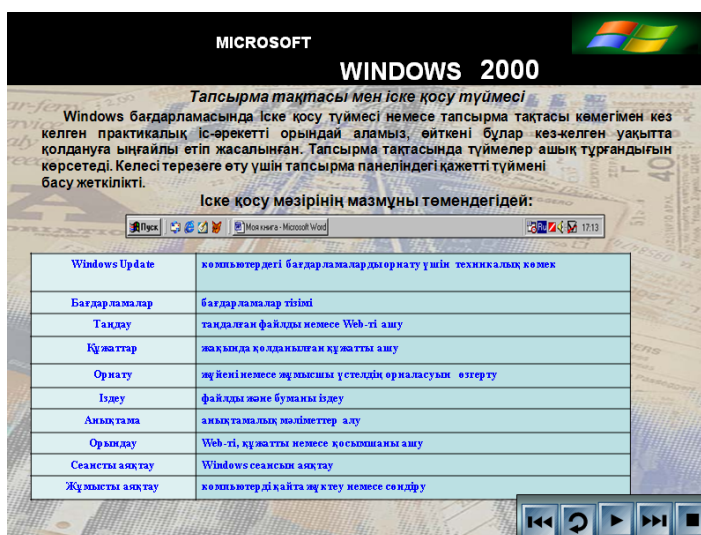 MICROSOFT
WINDOWS 2000
Тапсырма тақтасы мен іске қосу түймесі
Windows бағдарламасында Іске қосу түймесі немесе тапсырма тақтасы көмегімен кез
келген практикалық іс-әрекетті орындай аламыз, өйткені бұлар кез-келген уақытта
қолдануға ыңғайлы етіп жасалынған. Тапсырма тақтасында түймелер ашық тұрғандығын
көрсетеді. Келесі терезеге өту үшін тапсырма панеліндегі қажетті түймені
басу жеткілікті.
Іске қосу мәзірінің мазмұны төмендегідей:
Пуск Моя книга - Microsoft Word Ru 17:13
Windows Update компьютердегі бағдарламаларды орнату үшін техникалық көмек
Бағдарламалар бағдарламалар тізімі
Таңдау таңдалған файлды немесе Web-ті ашу
Құжаттар жақында қолданылған құжатты ашу
Орнату жүйені немесе жұмысшы үстелдің орналасуын өзгерту
Іздеу файлды және буманы іздеу
Анықтама анықтамалық мәліметтер алу
Орындау Web-ті, құжатты немесе қосымшаны ашу
Сеансты аяқтау Windows сеансын аяқтау
Жұмысты аяқтау компьютерді қайта жүктеу немесе сөндіру